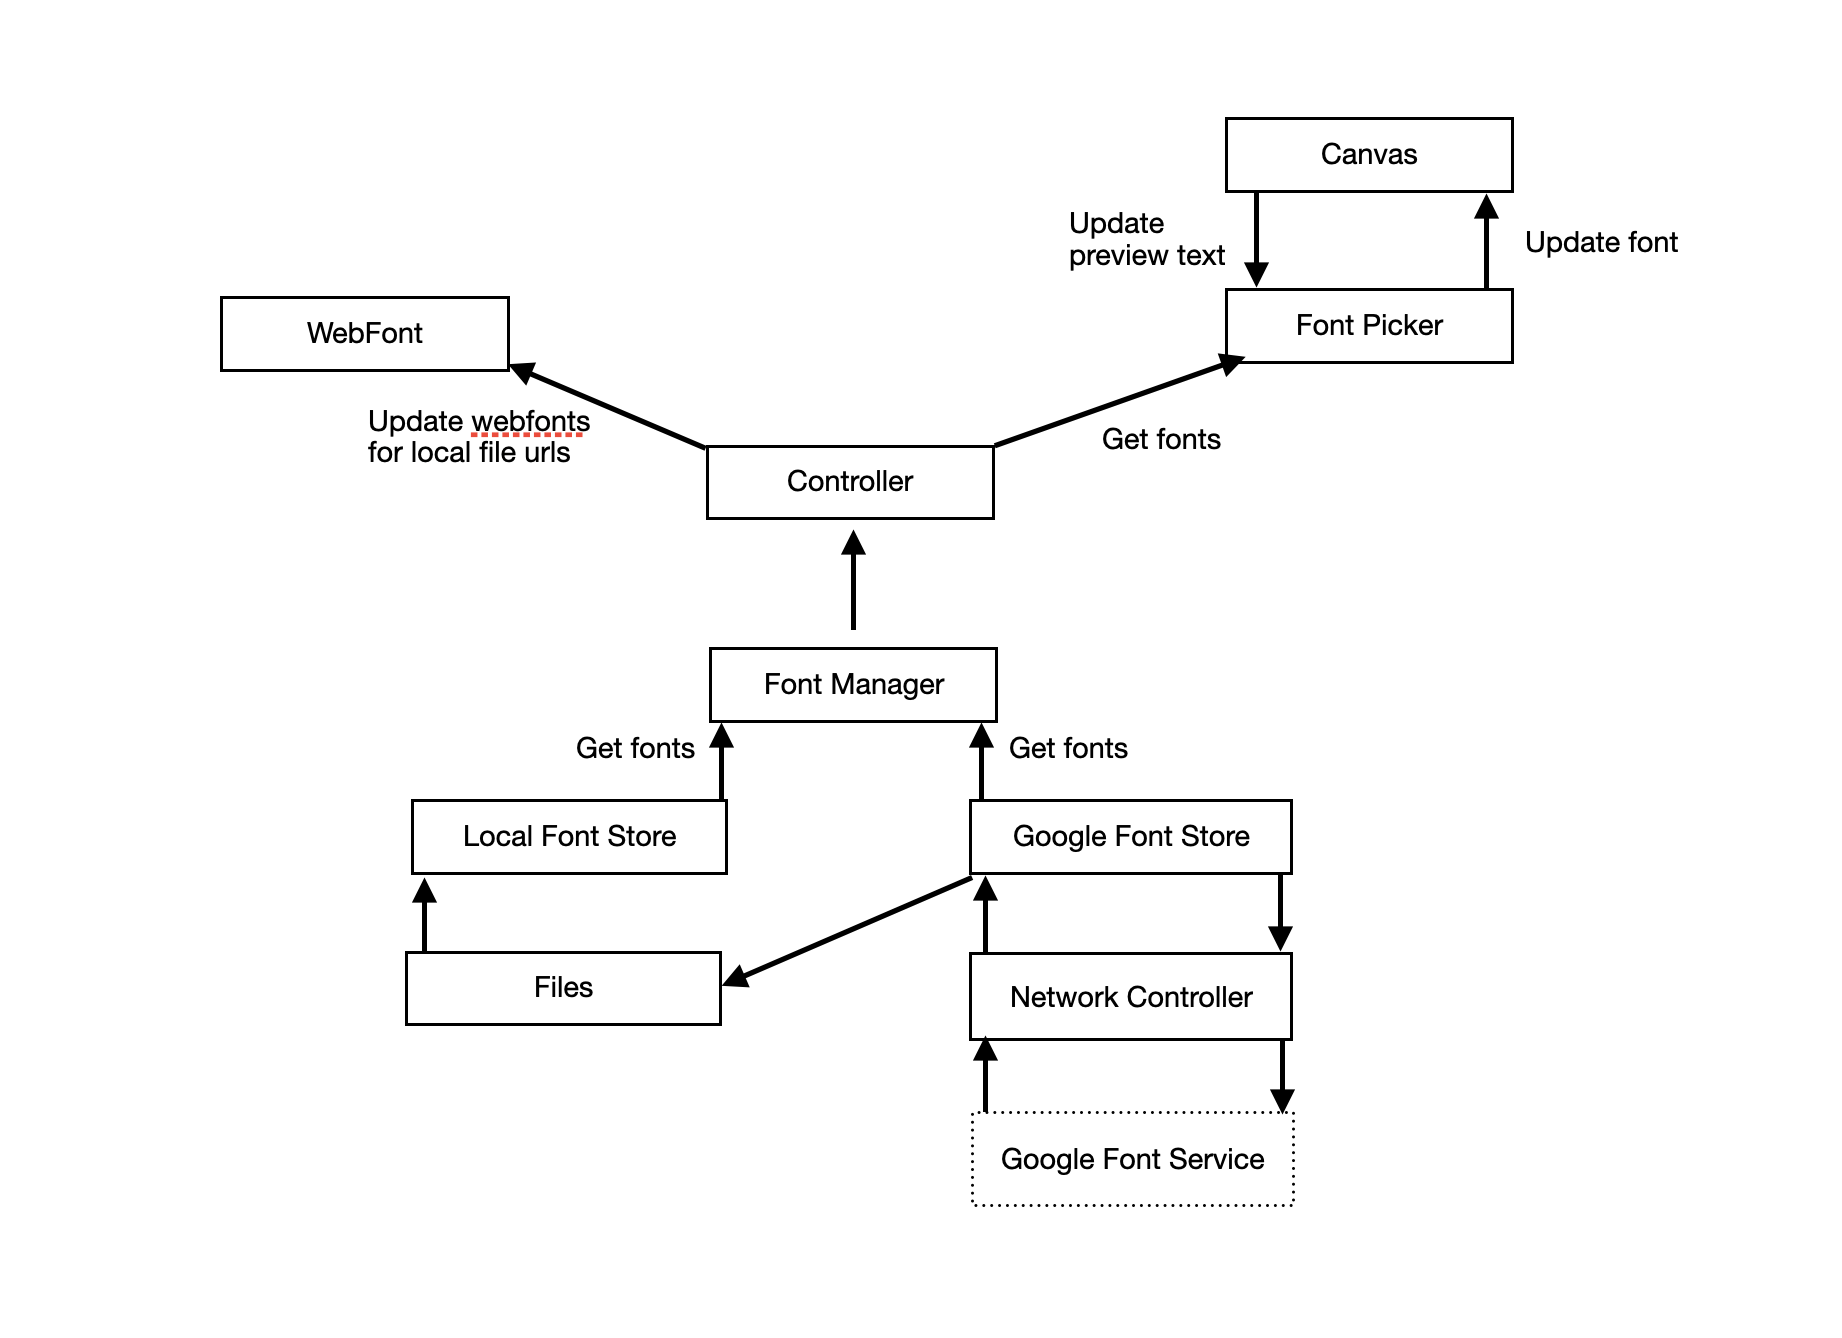 Canvas
Update
preview text
Update font
Font Picker
WebFont
Update webfonts
for local file urls
Get fonts
Controller
Font Manager
Get fonts
Get fonts
Local Font Store
Google Font Store
Files
Network Controller
Google Font Service